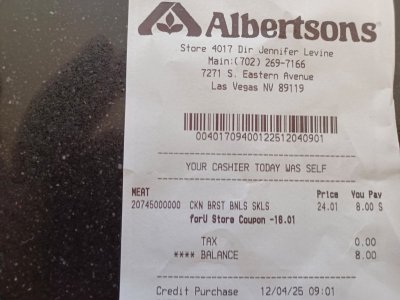 Albertsons
Store 4017 Dir Jennifer Levine
Main:(702) 269-7166
7271 S. Eastern Avenue
Las Vegas NV 89119
00401709400122512040901
YOUR CASHIER TODAY WAS SELF
MEAT Price You Pay
20745000000 CKN BRST BNLS SKLS 24.01 8.00 S
forU Store Coupon -16.01
TAX 0.00
**** BALANCE 8.00
Credit Purchase 12/04/25 09:01